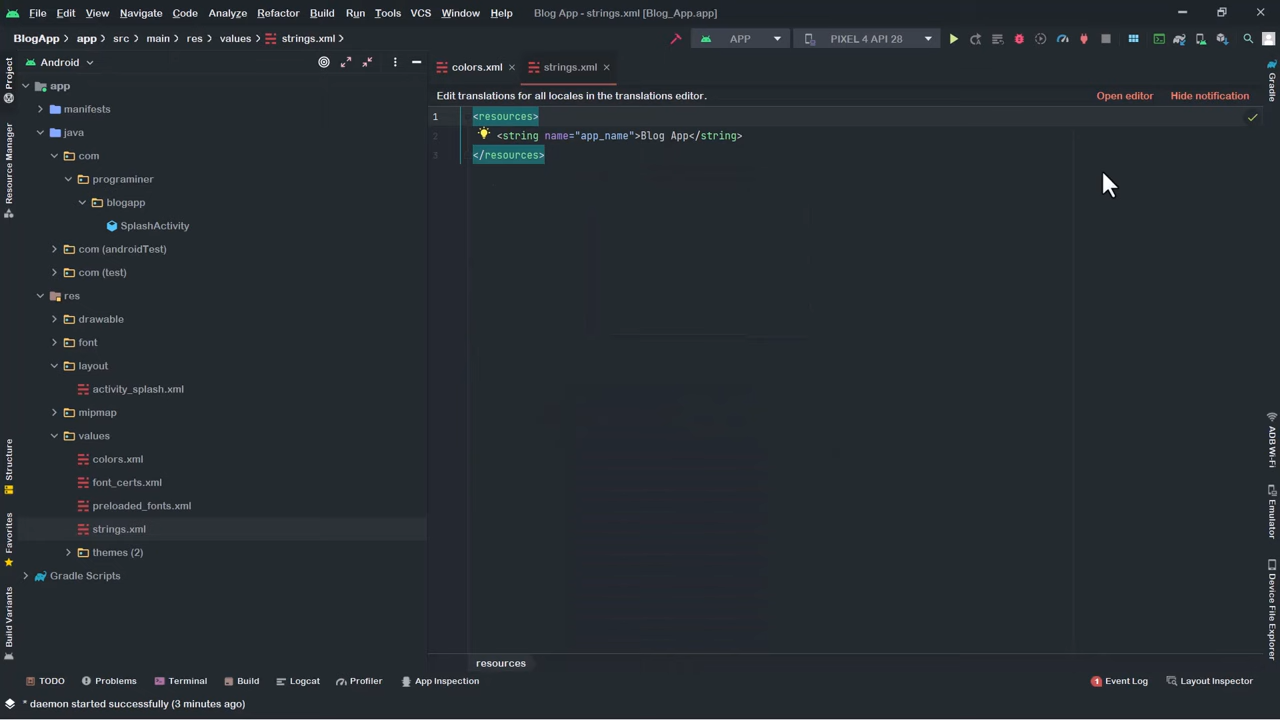 File Edit View Navigate Code Analyze Refactor Build Run Tools VCS Window Help Blog App - strings.xml [Blog_App.app]
BlogApp app src main res values strings.xml APP PIXEL 4 API 28
Project
Resource Manager
Structure
Favorites
Build Variants
Android
app
manifests
java
com
programiner
blogapp
SplashActivity
com (androidTest)
com (test)
res
drawable
font
layout
activity_splash.xml
mipmap
values
colors.xml
font_certs.xml
preloaded_fonts.xml
strings.xml
themes (2)
Gradle Scripts
colors.xml strings.xml
Edit translations for all locales in the translations editor. Open editor Hide notification
1 <resources>
2 <string name="app_name">Blog App</string>
3 </resources>
resources
Gradle
ADB Wi-Fi
Emulator
Device File Explorer
TODO Problems Terminal Build Logcat Profiler App Inspection 1 Event Log Layout Inspector
* daemon started successfully (3 minutes ago)